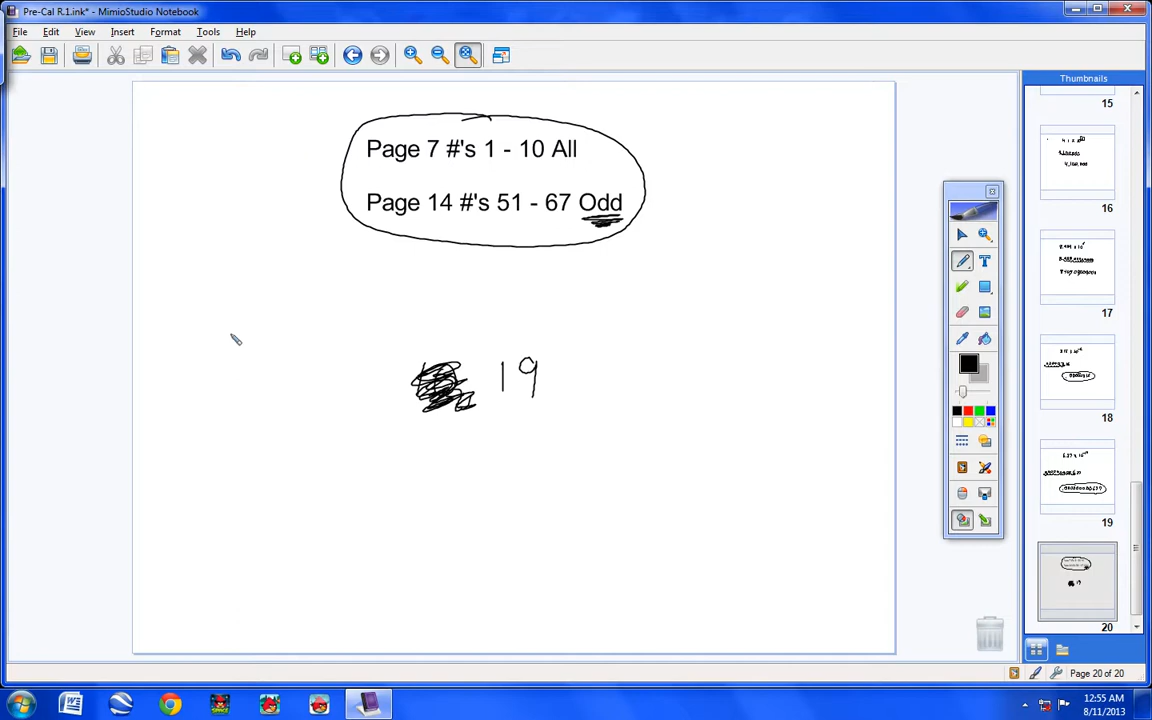 Pre-Cal R.1.ink* - MimioStudio Notebook
File Edit View Insert Format Tools Help
Thumbnails
Page 7 #'s 1 - 10 All
Page 14 #'s 51 - 67 Odd
19
15
16
17
18
19
20
Page 20 of 20
12:55 AM
8/11/2013